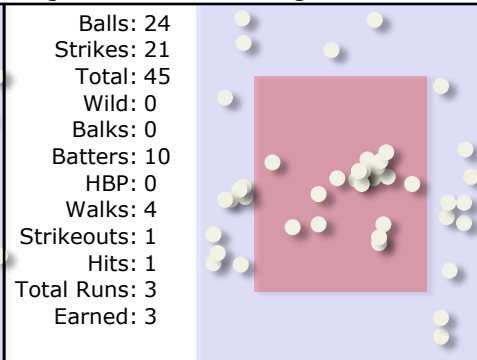 Balls: 24
Strikes: 21
Total: 45
Wild: 0
Balks: 0
Batters: 10
HBP: 0
Walks: 4
Strikeouts: 1
Hits: 1
Total Runs: 3
Earned: 3